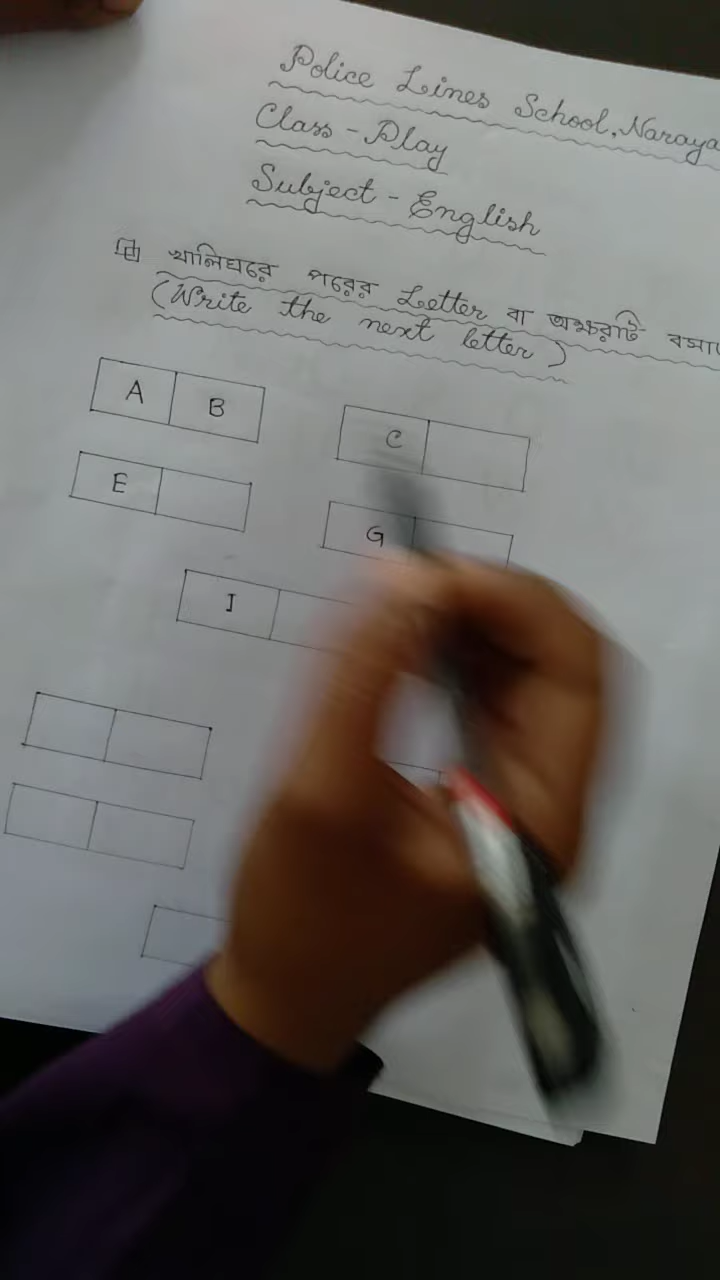 Police Lines School, Naraya
Class - Play
Subject - English
খালিঘরে পরের Letter বা অক্ষরটি বসা
(Write the next letter)
A B C
E G
I